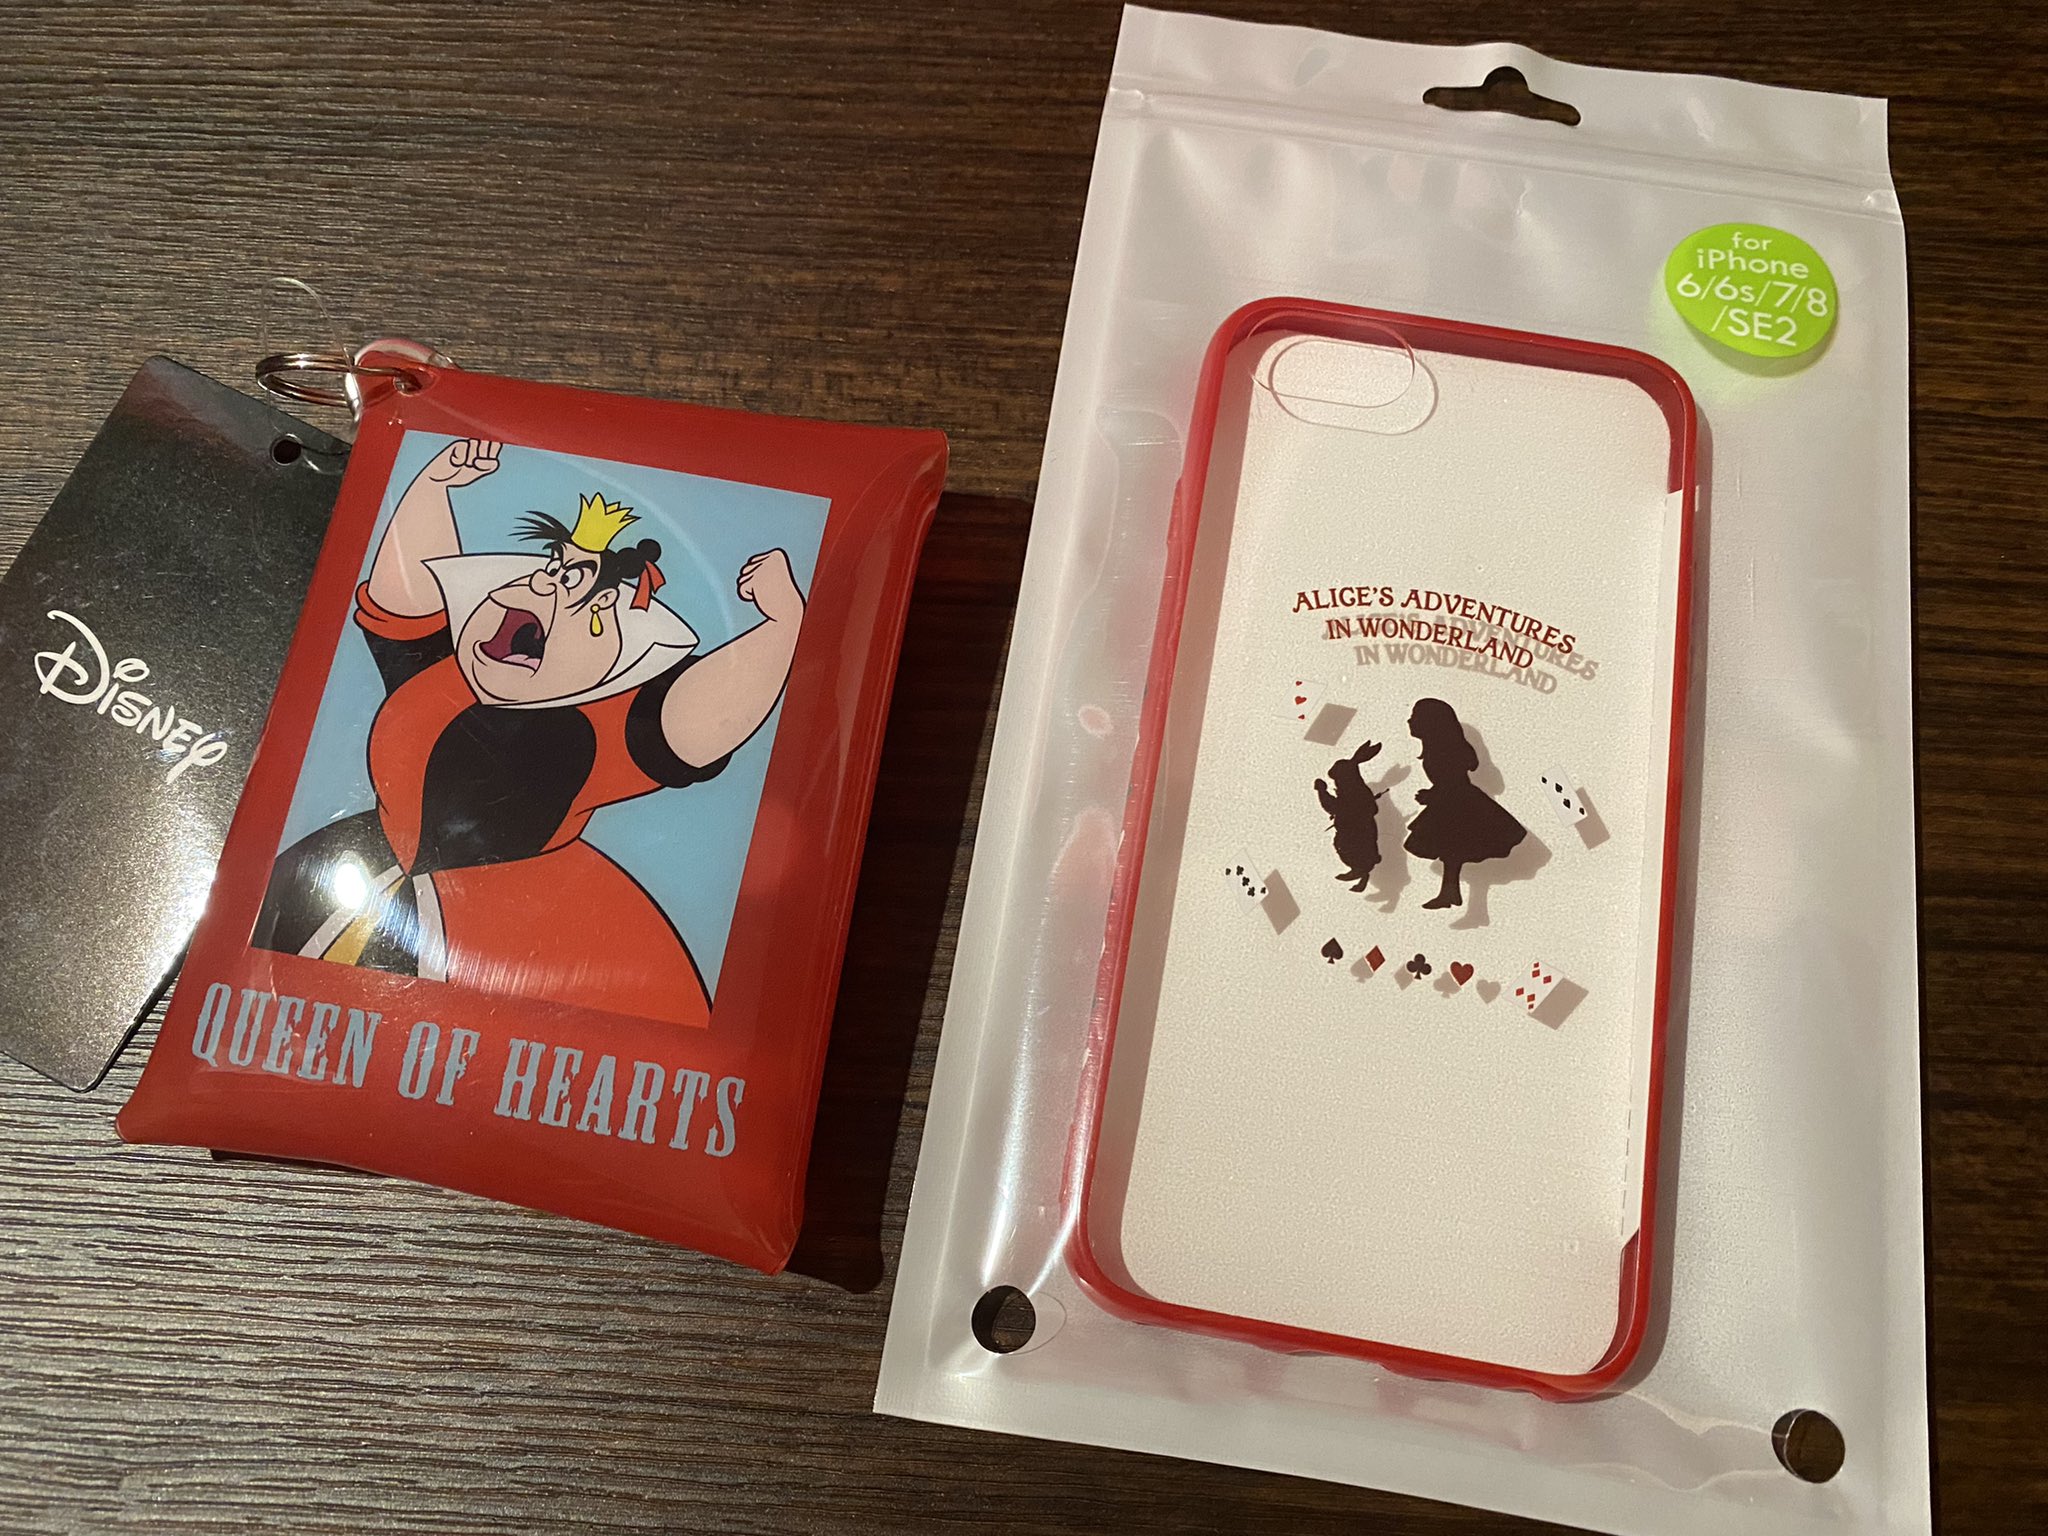 Disney
QUEEN OF HEARTS
for
iPhone
6/6s/7/8
/SE2
ALICE'S ADVENTURES
IN WONDERLAND